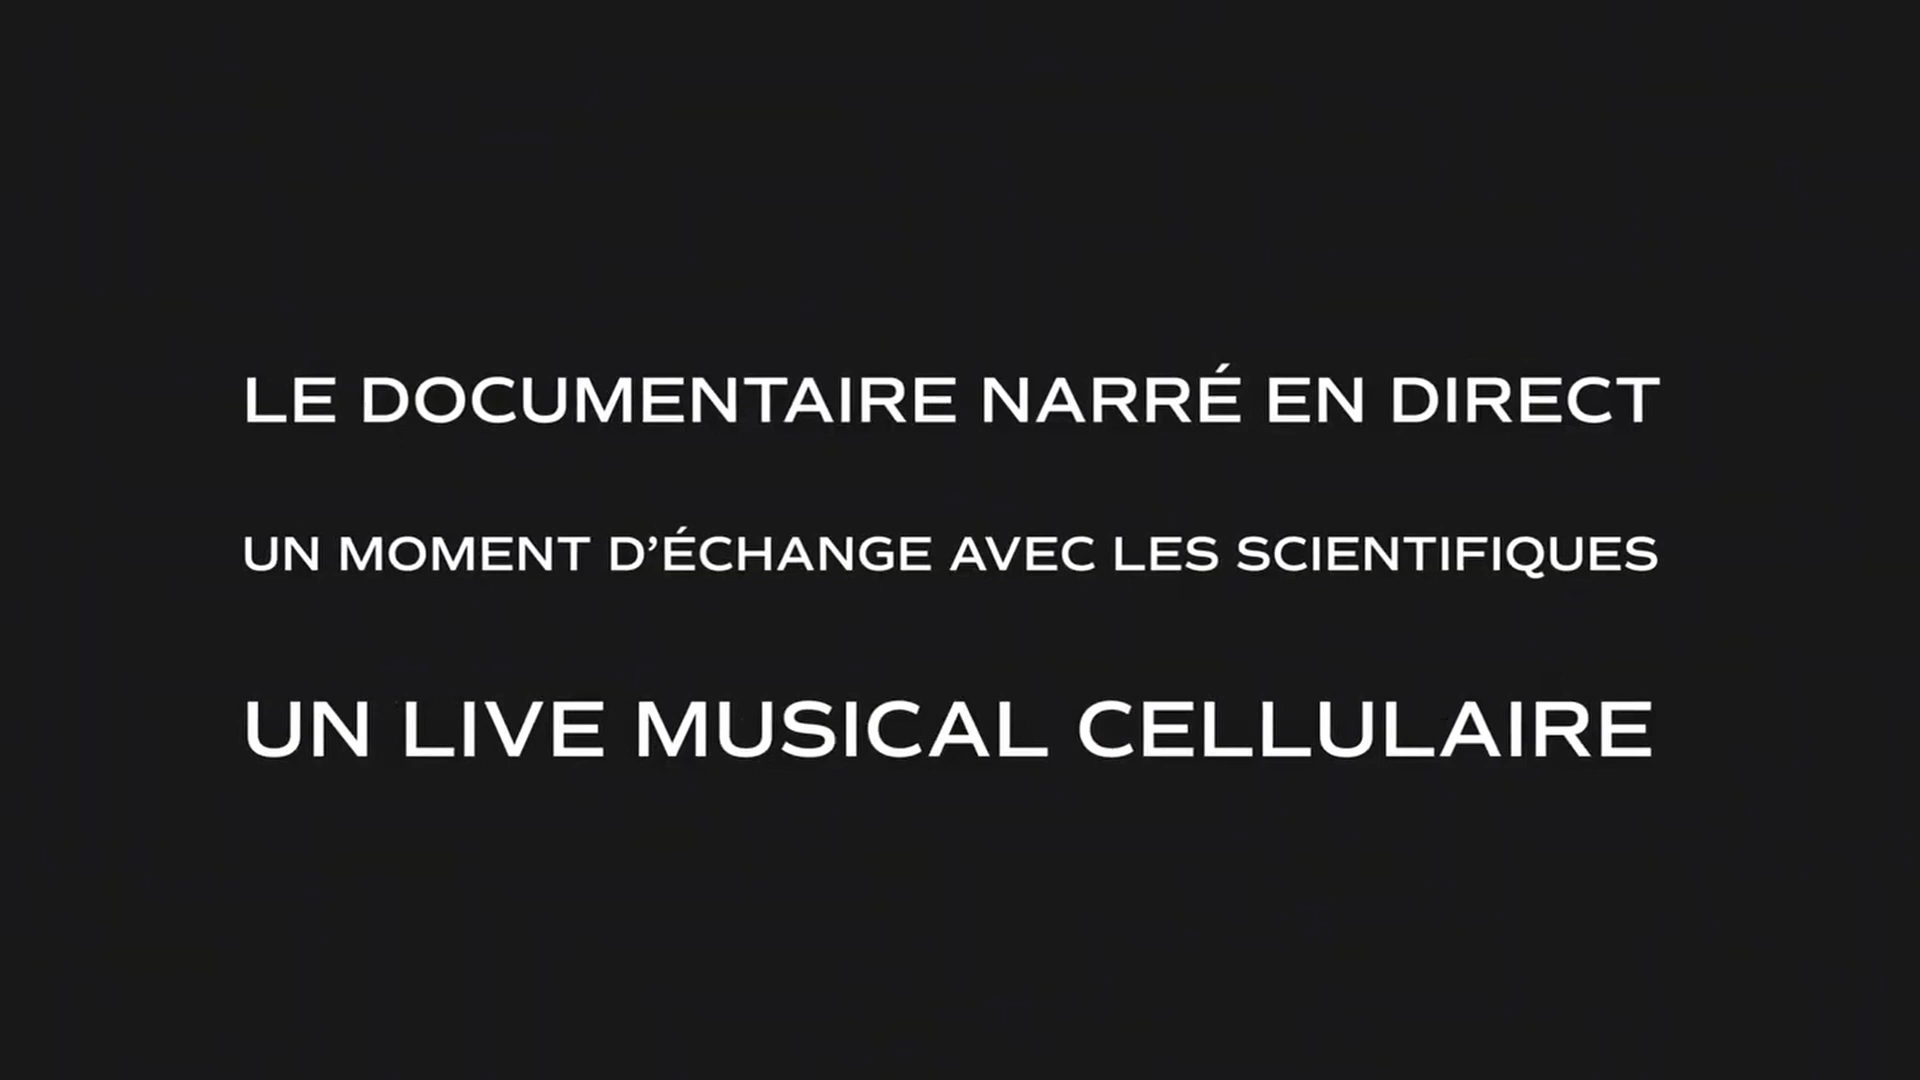 LE DOCUMENTAIRE NARRÉ EN DIRECT
UN MOMENT D’ÉCHANGE AVEC LES SCIENTIFIQUES
UN LIVE MUSICAL CELLULAIRE